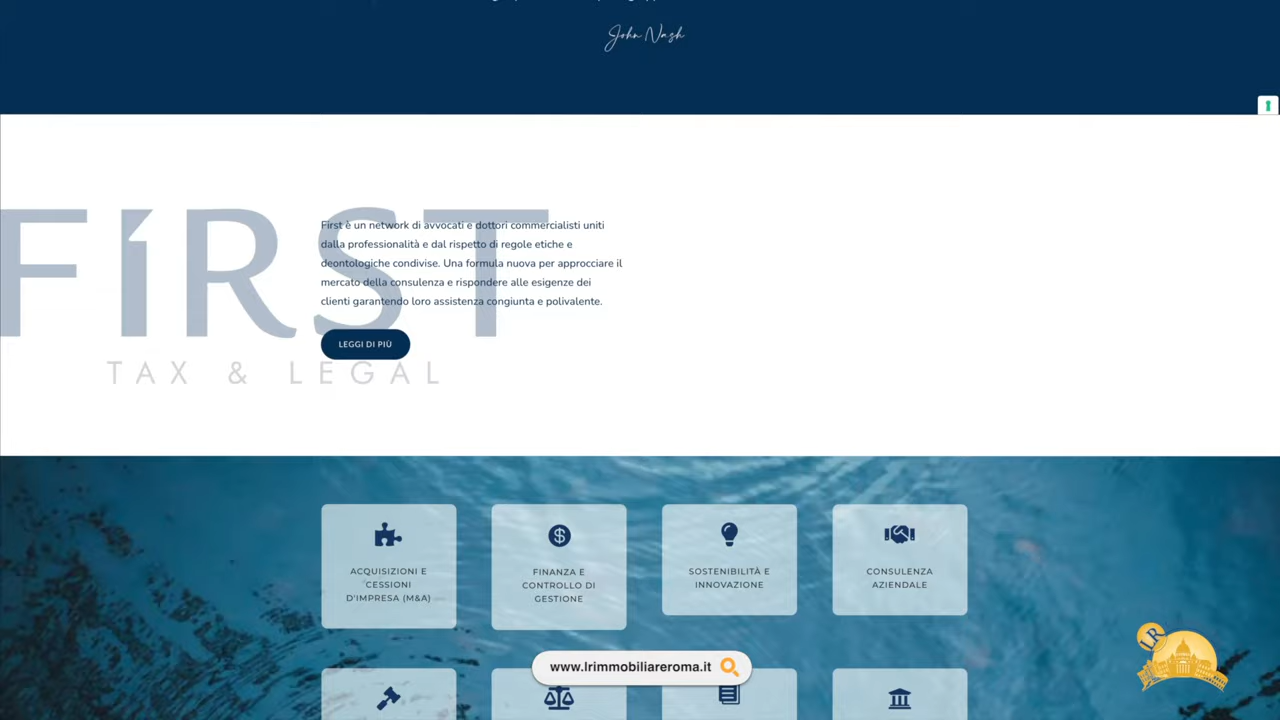 John Nash
FIRST
TAX & LEGAL
First è un network di avvocati e dottori commercialisti uniti
dalla professionalità e dal rispetto di regole etiche e
deontologiche condivise. Una formula nuova per approcciare il
mercato della consulenza e rispondere alle esigenze dei
clienti garantendo loro assistenza congiunta e polivalente.
LEGGI DI PIÙ
ACQUISIZIONI E
CESSIONI
D'IMPRESA (M&A)
FINANZA E
CONTROLLO DI
GESTIONE
SOSTENIBILITÀ E
INNOVAZIONE
CONSULENZA
AZIENDALE
www.lrimmobiliareroma.it
LR